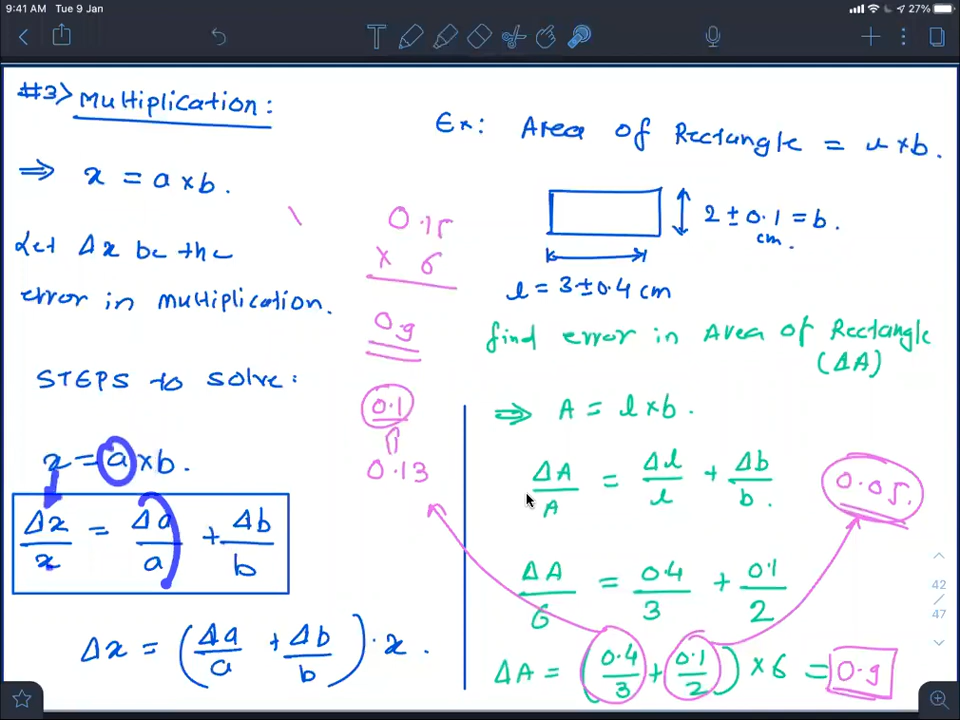 9:41 AM Tue 9 Jan
27%
#3> Multiplication:
⇒ x = a × b.
Let Δx be the
error in multiplication.
STEPS to solve:
x = a × b.
Δx/x = Δa/a + Δb/b
Δx = (Δa/a + Δb/b) · x.
0.15
× 6
0.9
0.1
⇑
0.13
Ex: Area of Rectangle = l × b.
2 ± 0.1 = b.
cm.
l = 3 ± 0.4 cm
find error in Area of Rectangle
(ΔA)
⇒ A = l × b.
ΔA/A = Δl/l + Δb/b.
0.05.
ΔA/6 = 0.4/3 + 0.1/2
ΔA = (0.4/3 + 0.1/2) × 6 = 0.9
42
/
47